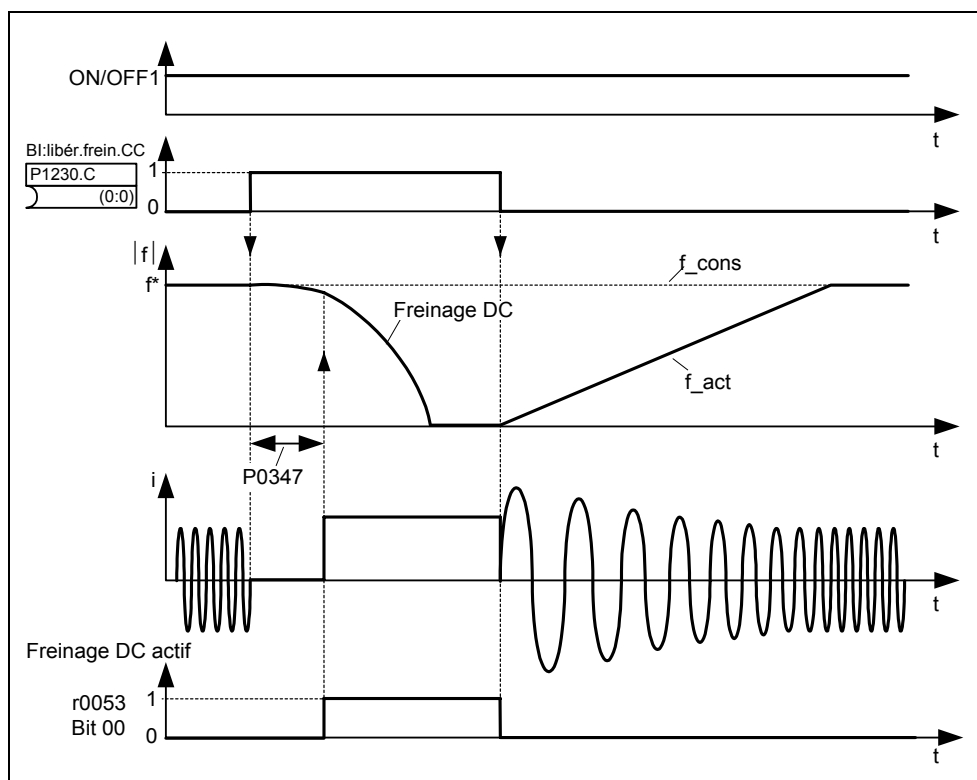 ON/OFF1
t
BI:libér.frein.CC
P1230.C
(0:0)
1
0
t
|f|
f*
f_cons
Freinage DC
f_act
t
P0347
i
t
Freinage DC actif
r0053
Bit 00
1
0
t